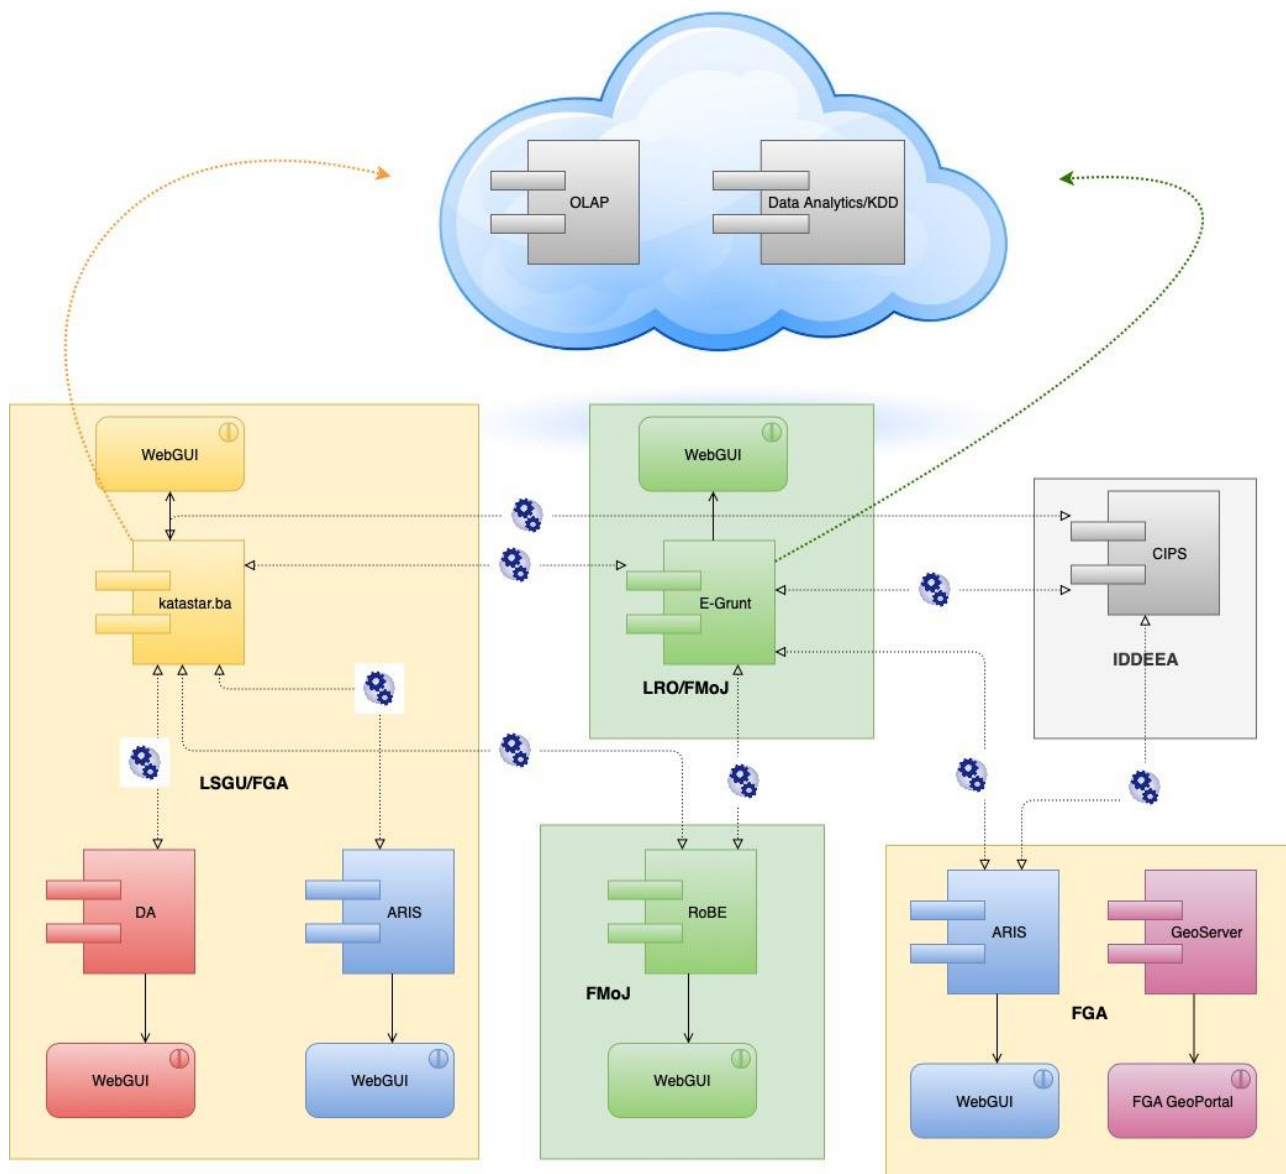 OLAP
Data Analytics/KDD
WebGUI
WebGUI
katastar.ba
E-Grunt
CIPS
IDDEEA
LRO/FMoJ
LSGU/FGA
DA
ARIS
RoBE
ARIS
GeoServer
FMoJ
FGA
WebGUI
WebGUI
WebGUI
WebGUI
FGA GeoPortal